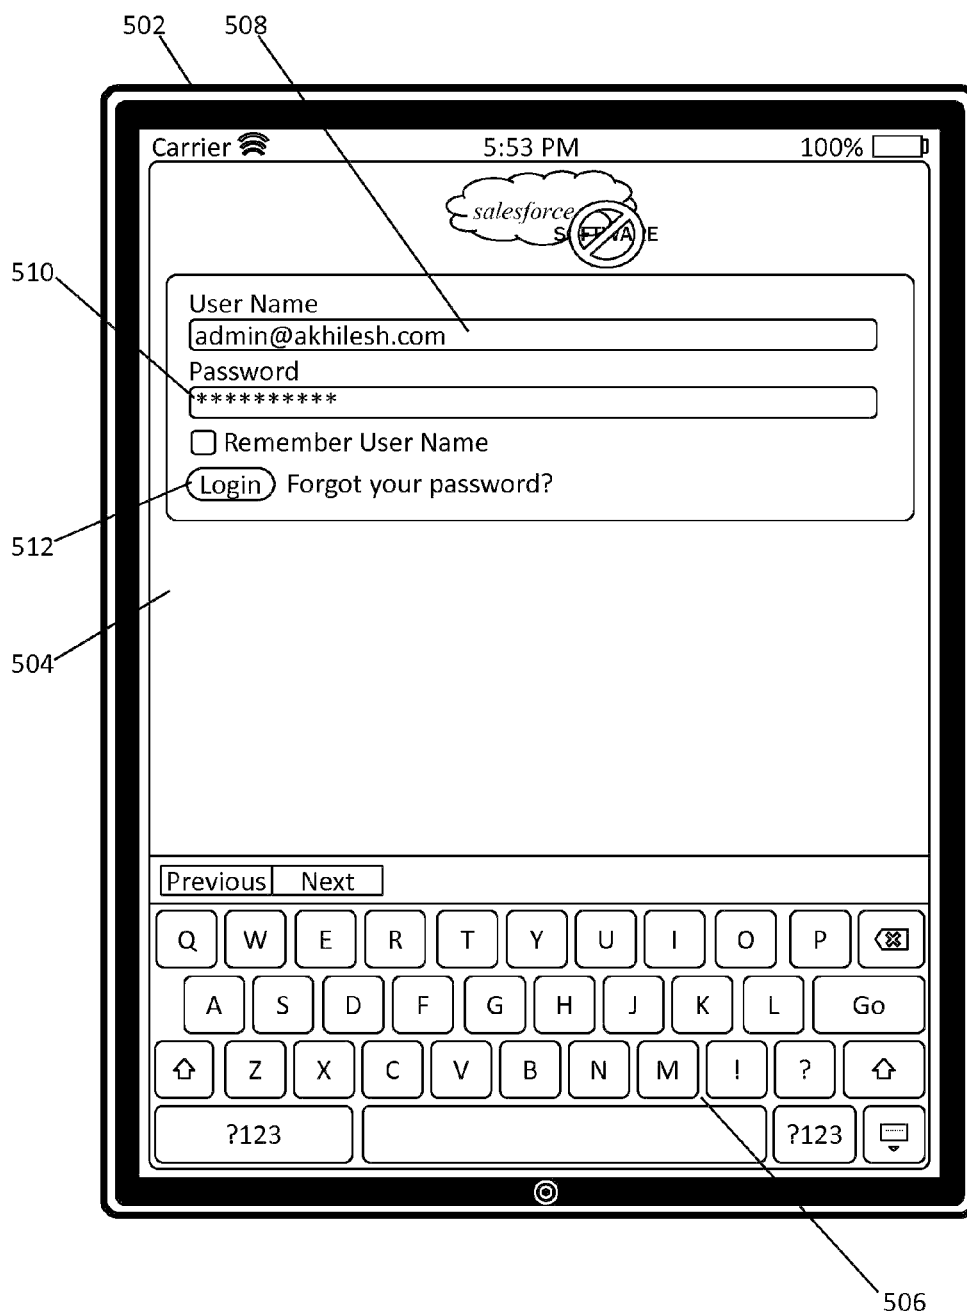 502 508
Carrier 5:53 PM 100%
salesforce
SOFTWARE
510
User Name
admin@akhilesh.com
Password
**********
Remember User Name
Login Forgot your password?
512
504
Previous Next
Q W E R T Y U I O P
A S D F G H J K L Go
Z X C V B N M ! ?
?123 ?123
506